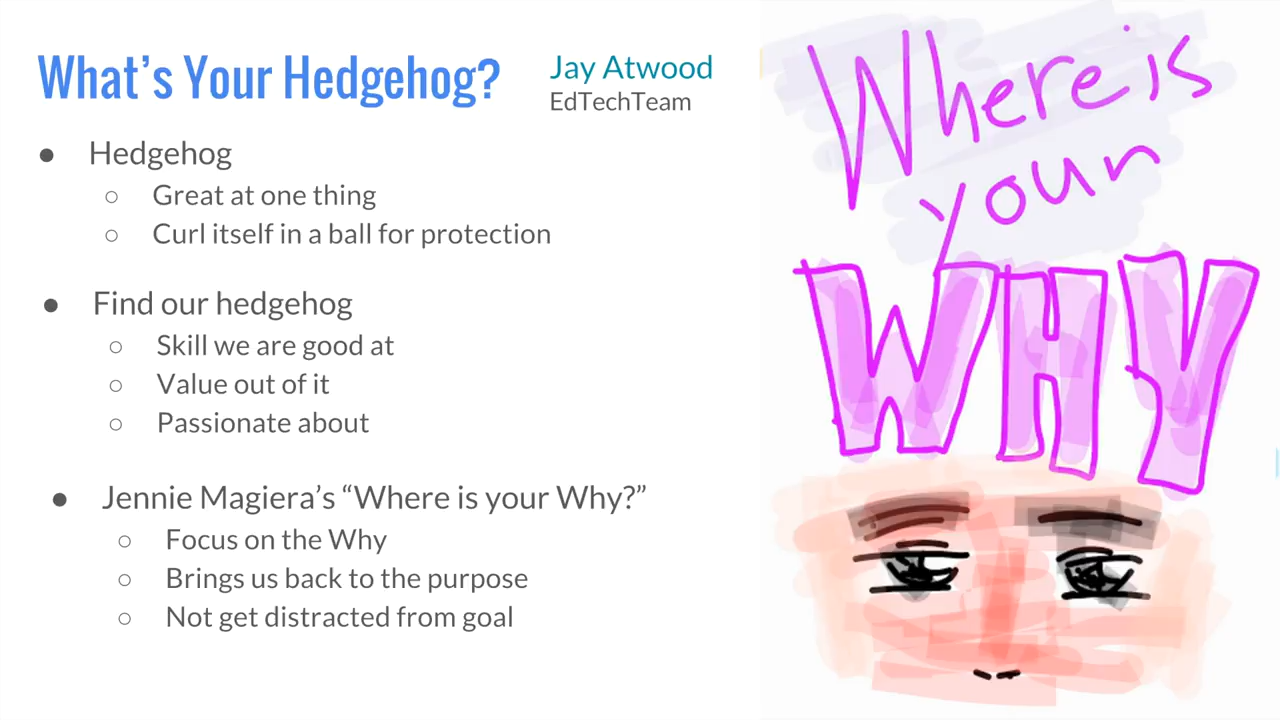 What's Your Hedgehog?
Jay Atwood
EdTechTeam
● Hedgehog
○ Great at one thing
○ Curl itself in a ball for protection
● Find our hedgehog
○ Skill we are good at
○ Value out of it
○ Passionate about
● Jennie Magiera's “Where is your Why?”
○ Focus on the Why
○ Brings us back to the purpose
○ Not get distracted from goal
Where is
your
WHY